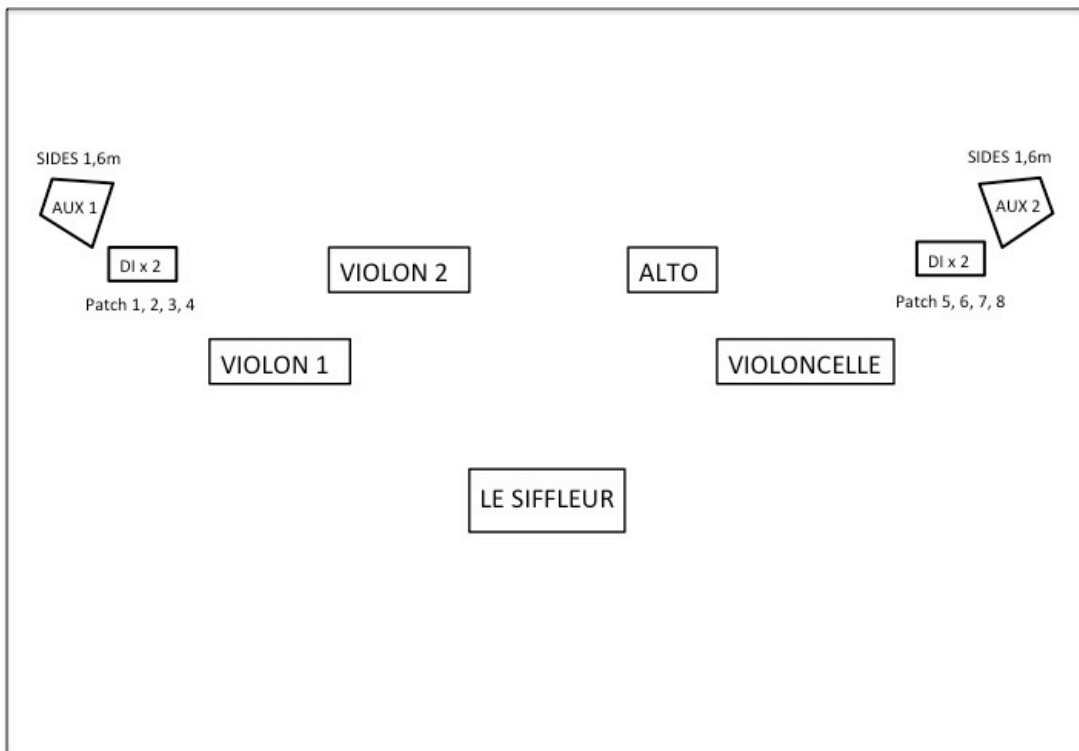 SIDES 1,6m
SIDES 1,6m
AUX 1
AUX 2
DI x 2
VIOLON 2
ALTO
DI x 2
Patch 1, 2, 3, 4
Patch 5, 6, 7, 8
VIOLON 1
VIOLONCELLE
LE SIFFLEUR